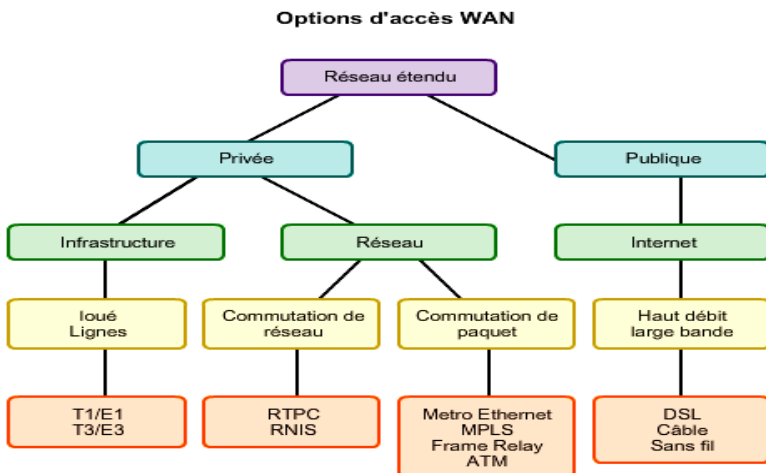 Options d'accès WAN
Réseau étendu
Privée
Publique
Infrastructure
Réseau
Internet
loué
Lignes
Commutation de
réseau
Commutation de
paquet
Haut débit
large bande
T1/E1
T3/E3
RTPC
RNIS
Metro Ethernet
MPLS
Frame Relay
ATM
DSL
Câble
Sans fil